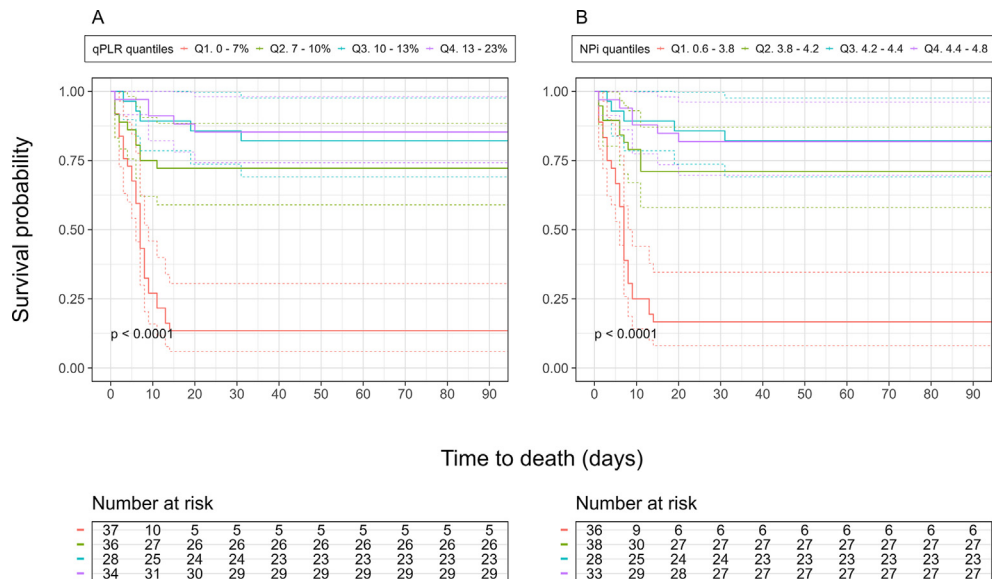 A
qPLR quantiles Q1. 0 - 7% Q2. 7 - 10% Q3. 10 - 13% Q4. 13 - 23%
B
NPi quantiles Q1. 0.6 - 3.8 Q2. 3.8 - 4.2 Q3. 4.2 - 4.4 Q4. 4.4 - 4.8
Survival probability
1.00
0.75
0.50
0.25
0.00
p < 0.0001
0 10 20 30 40 50 60 70 80 90
1.00
0.75
0.50
0.25
0.00
p < 0.0001
0 10 20 30 40 50 60 70 80 90
Time to death (days)
Number at risk
37 10 5 5 5 5 5 5 5 5
36 27 26 26 26 26 26 26 26 26
28 25 24 24 23 23 23 23 23 23
34 31 30 29 29 29 29 29 29 29
Number at risk
36 9 6 6 6 6 6 6 6 6
38 30 27 27 27 27 27 27 27 27
28 25 24 24 23 23 23 23 23 23
33 29 28 27 27 27 27 27 27 27